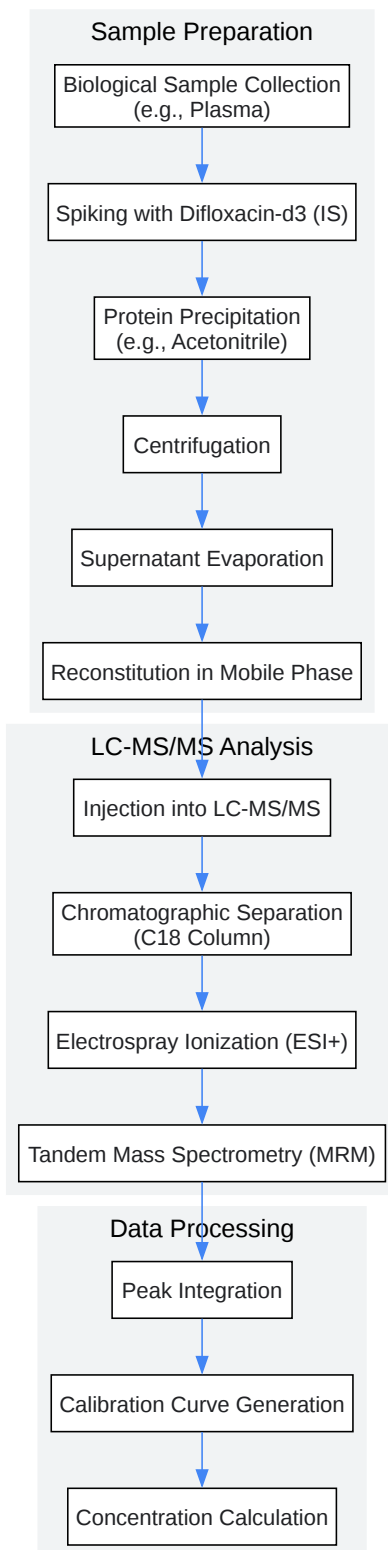 Sample Preparation
Biological Sample Collection
(e.g., Plasma)
Spiking with Difloxacin-d3 (IS)
Protein Precipitation
(e.g., Acetonitrile)
Centrifugation
Supernatant Evaporation
Reconstitution in Mobile Phase
LC-MS/MS Analysis
Injection into LC-MS/MS
Chromatographic Separation
(C18 Column)
Electrospray Ionization (ESI+)
Tandem Mass Spectrometry (MRM)
Data Processing
Peak Integration
Calibration Curve Generation
Concentration Calculation